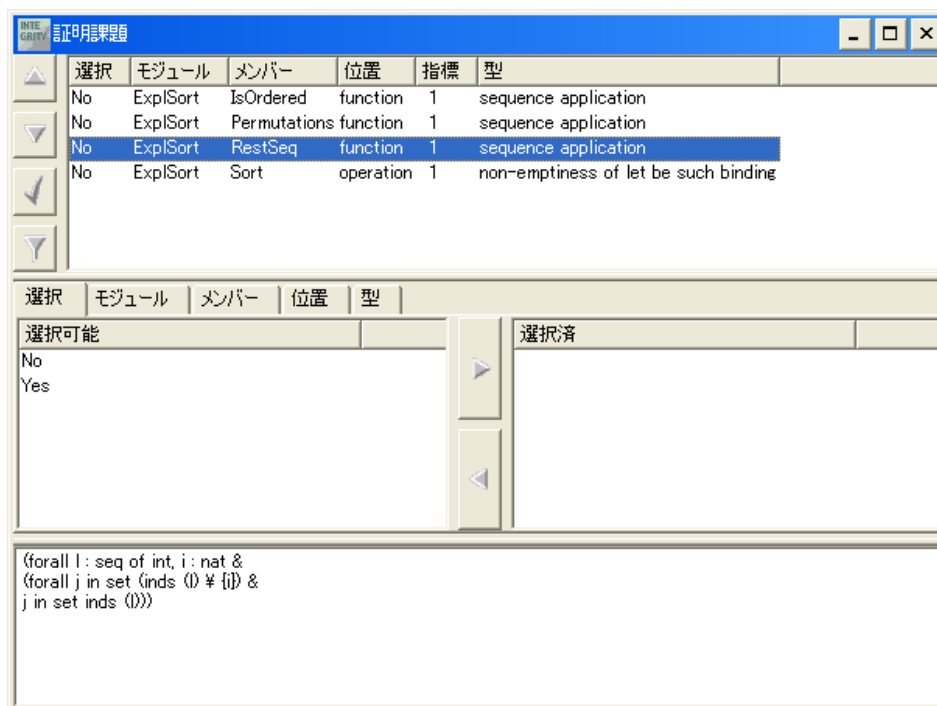 INTE
GRITY 証明課題
選択 モジュール メンバー 位置 指標 型
No ExplSort IsOrdered function 1 sequence application
No ExplSort Permutations function 1 sequence application
No ExplSort RestSeq function 1 sequence application
No ExplSort Sort operation 1 non-emptiness of let be such binding
選択 モジュール メンバー 位置 型
選択可能 選択済
No
Yes
(forall l : seq of int, i : nat &
(forall j in set (inds (l) ¥ {i}) &
j in set inds (l)))